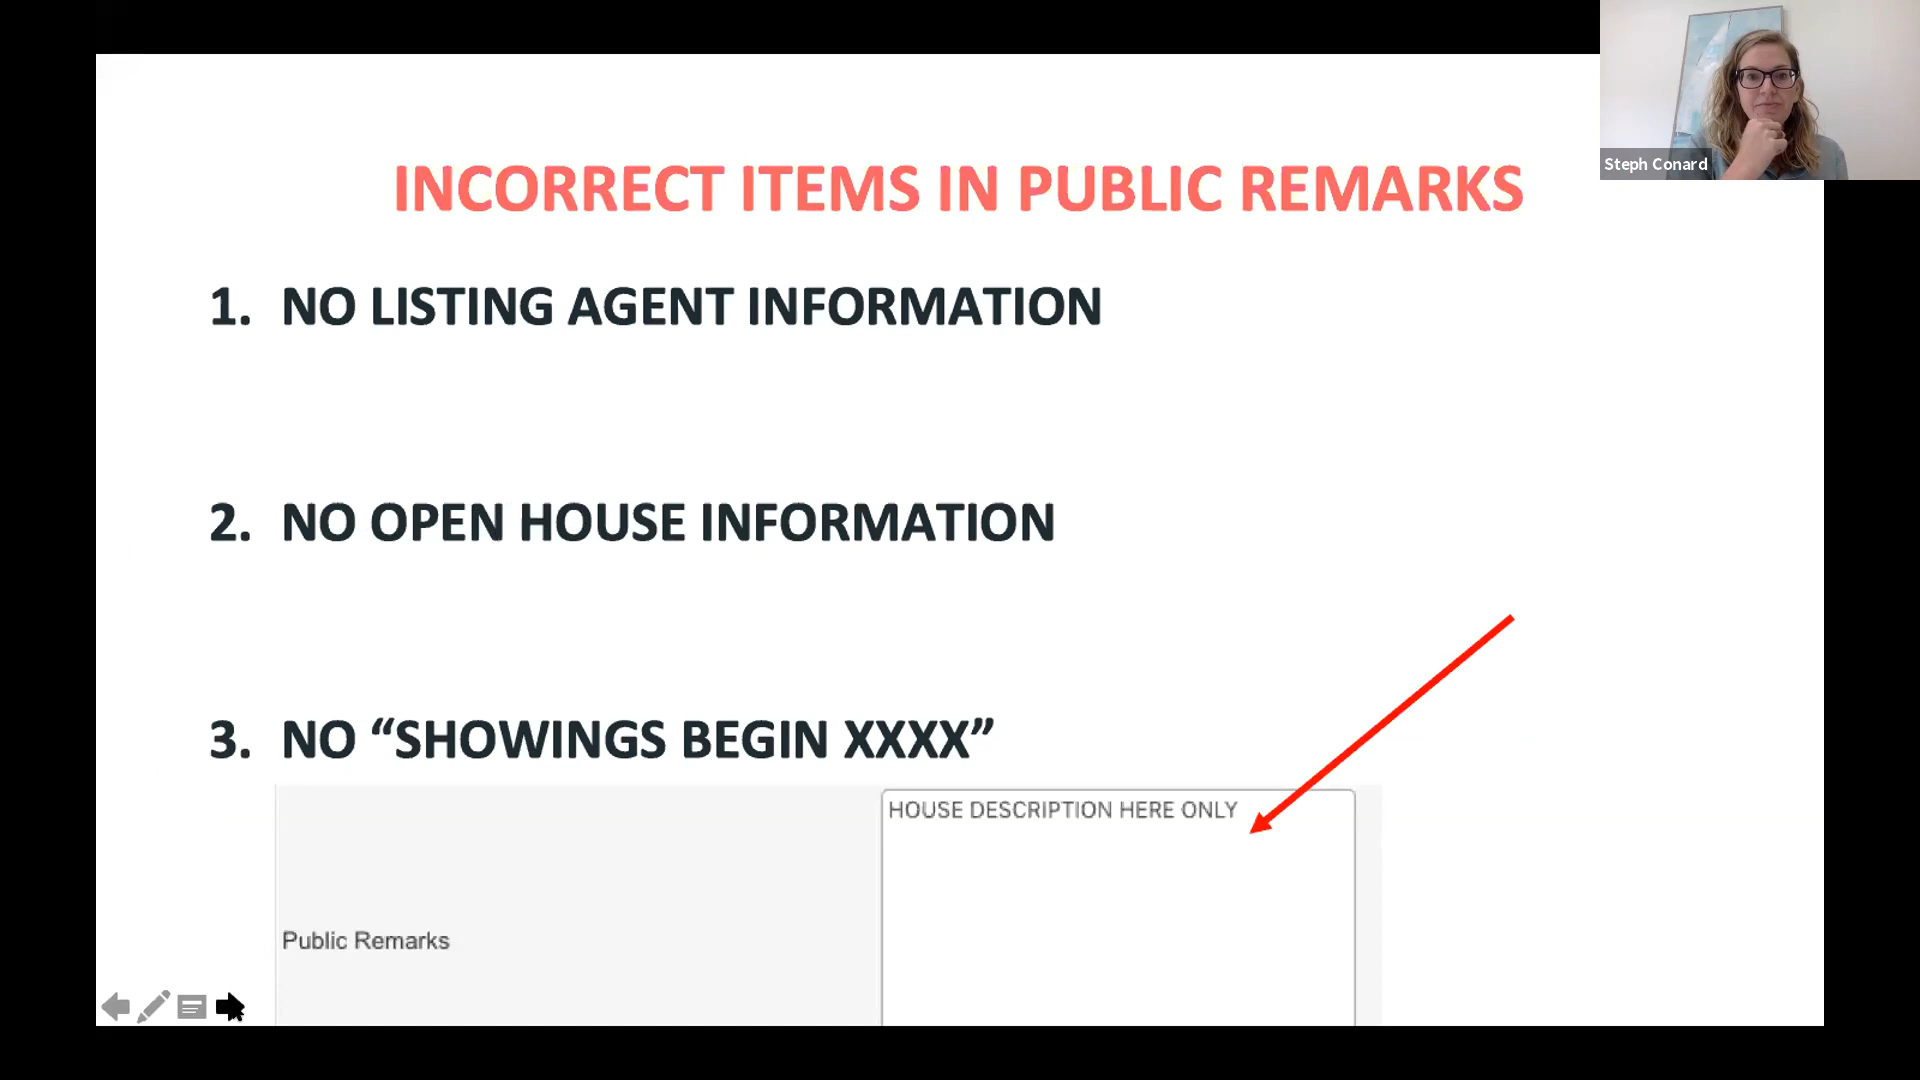 Steph Conard
INCORRECT ITEMS IN PUBLIC REMARKS
1. NO LISTING AGENT INFORMATION
2. NO OPEN HOUSE INFORMATION
3. NO “SHOWINGS BEGIN XXXX”
HOUSE DESCRIPTION HERE ONLY
Public Remarks